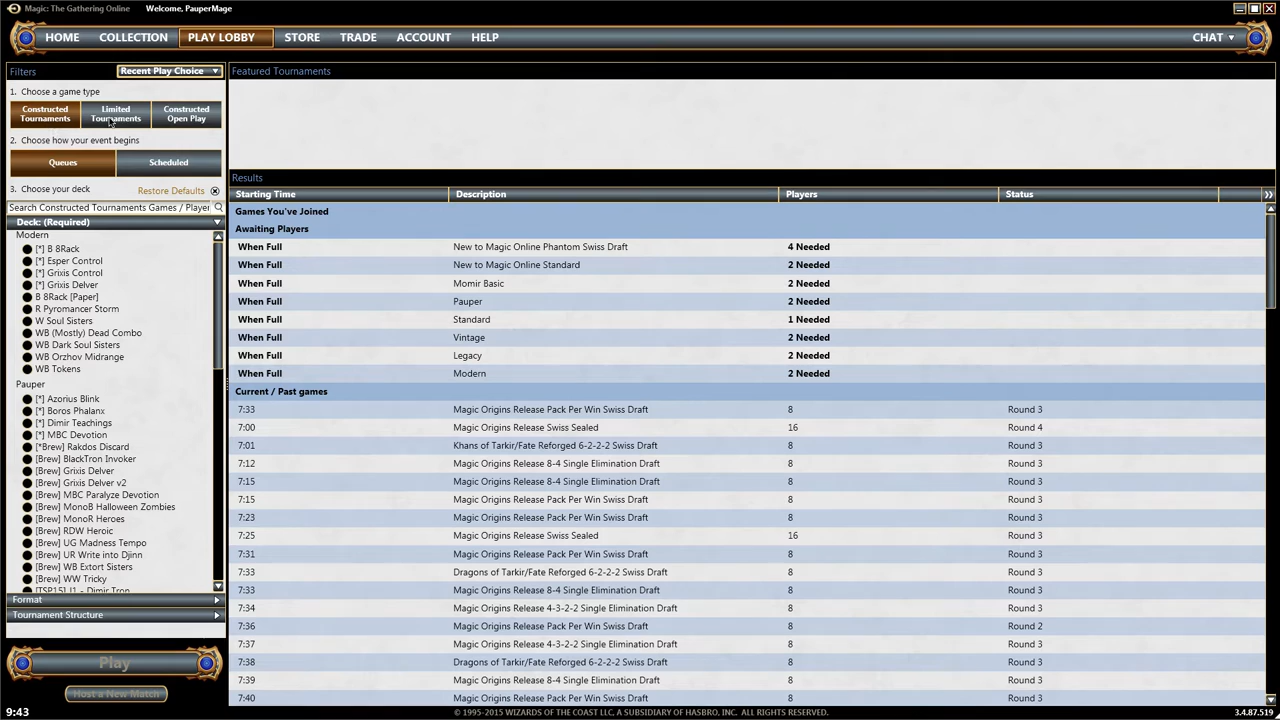 Magic: The Gathering Online Welcome, PauperMage
HOME COLLECTION PLAY LOBBY STORE TRADE ACCOUNT HELP CHAT
Filters Recent Play Choice
1. Choose a game type
Constructed Tournaments
Limited Tournaments
Constructed Open Play
2. Choose how your event begins
Queues Scheduled
3. Choose your deck Restore Defaults
Search Constructed Tournaments Games / Player
Deck: (Required)
Modern
[*] B 8Rack
[*] Esper Control
[*] Grixis Control
[*] Grixis Delver
B 8Rack [Paper]
R Pyromancer Storm
W Soul Sisters
WB (Mostly) Dead Combo
WB Dark Soul Sisters
WB Orzhov Midrange
WB Tokens
Pauper
[*] Azorius Blink
[*] Boros Phalanx
[*] Dimir Teachings
[*] MBC Devotion
[*Brew] Rakdos Discard
[Brew] BlackTron Invoker
[Brew] Grixis Delver
[Brew] Grixis Delver v2
[Brew] MBC Paralyze Devotion
[Brew] MonoB Halloween Zombies
[Brew] MonoR Heroes
[Brew] RDW Heroic
[Brew] UG Madness Tempo
[Brew] UR Write into Djinn
[Brew] WB Extort Sisters
[Brew] WW Tricky
[TSP15] J1 - Dimir Tron
Format
Tournament Structure
Play
Host a New Match
9:43
Featured Tournaments
Results
Starting Time Description Players Status
Games You've Joined
Awaiting Players
When Full New to Magic Online Phantom Swiss Draft 4 Needed
When Full New to Magic Online Standard 2 Needed
When Full Momir Basic 2 Needed
When Full Pauper 2 Needed
When Full Standard 1 Needed
When Full Vintage 2 Needed
When Full Legacy 2 Needed
When Full Modern 2 Needed
Current / Past games
7:33 Magic Origins Release Pack Per Win Swiss Draft 8 Round 3
7:00 Magic Origins Release Swiss Sealed 16 Round 4
7:01 Khans of Tarkir/Fate Reforged 6-2-2-2 Swiss Draft 8 Round 3
7:12 Magic Origins Release 8-4 Single Elimination Draft 8 Round 3
7:15 Magic Origins Release 8-4 Single Elimination Draft 8 Round 3
7:15 Magic Origins Release Pack Per Win Swiss Draft 8 Round 3
7:23 Magic Origins Release Pack Per Win Swiss Draft 8 Round 3
7:25 Magic Origins Release Swiss Sealed 16 Round 3
7:31 Magic Origins Release Pack Per Win Swiss Draft 8 Round 3
7:33 Dragons of Tarkir/Fate Reforged 6-2-2-2 Swiss Draft 8 Round 3
7:33 Magic Origins Release 8-4 Single Elimination Draft 8 Round 3
7:34 Magic Origins Release 4-3-2-2 Single Elimination Draft 8 Round 3
7:36 Magic Origins Release Pack Per Win Swiss Draft 8 Round 2
7:37 Magic Origins Release 4-3-2-2 Single Elimination Draft 8 Round 3
7:38 Dragons of Tarkir/Fate Reforged 6-2-2-2 Swiss Draft 8 Round 3
7:39 Magic Origins Release 8-4 Single Elimination Draft 8 Round 3
7:40 Magic Origins Release Pack Per Win Swiss Draft 8 Round 3
© 1995-2015 WIZARDS OF THE COAST LLC, A SUBSIDIARY OF HASBRO, INC. ALL RIGHTS RESERVED. 3.4.87.519